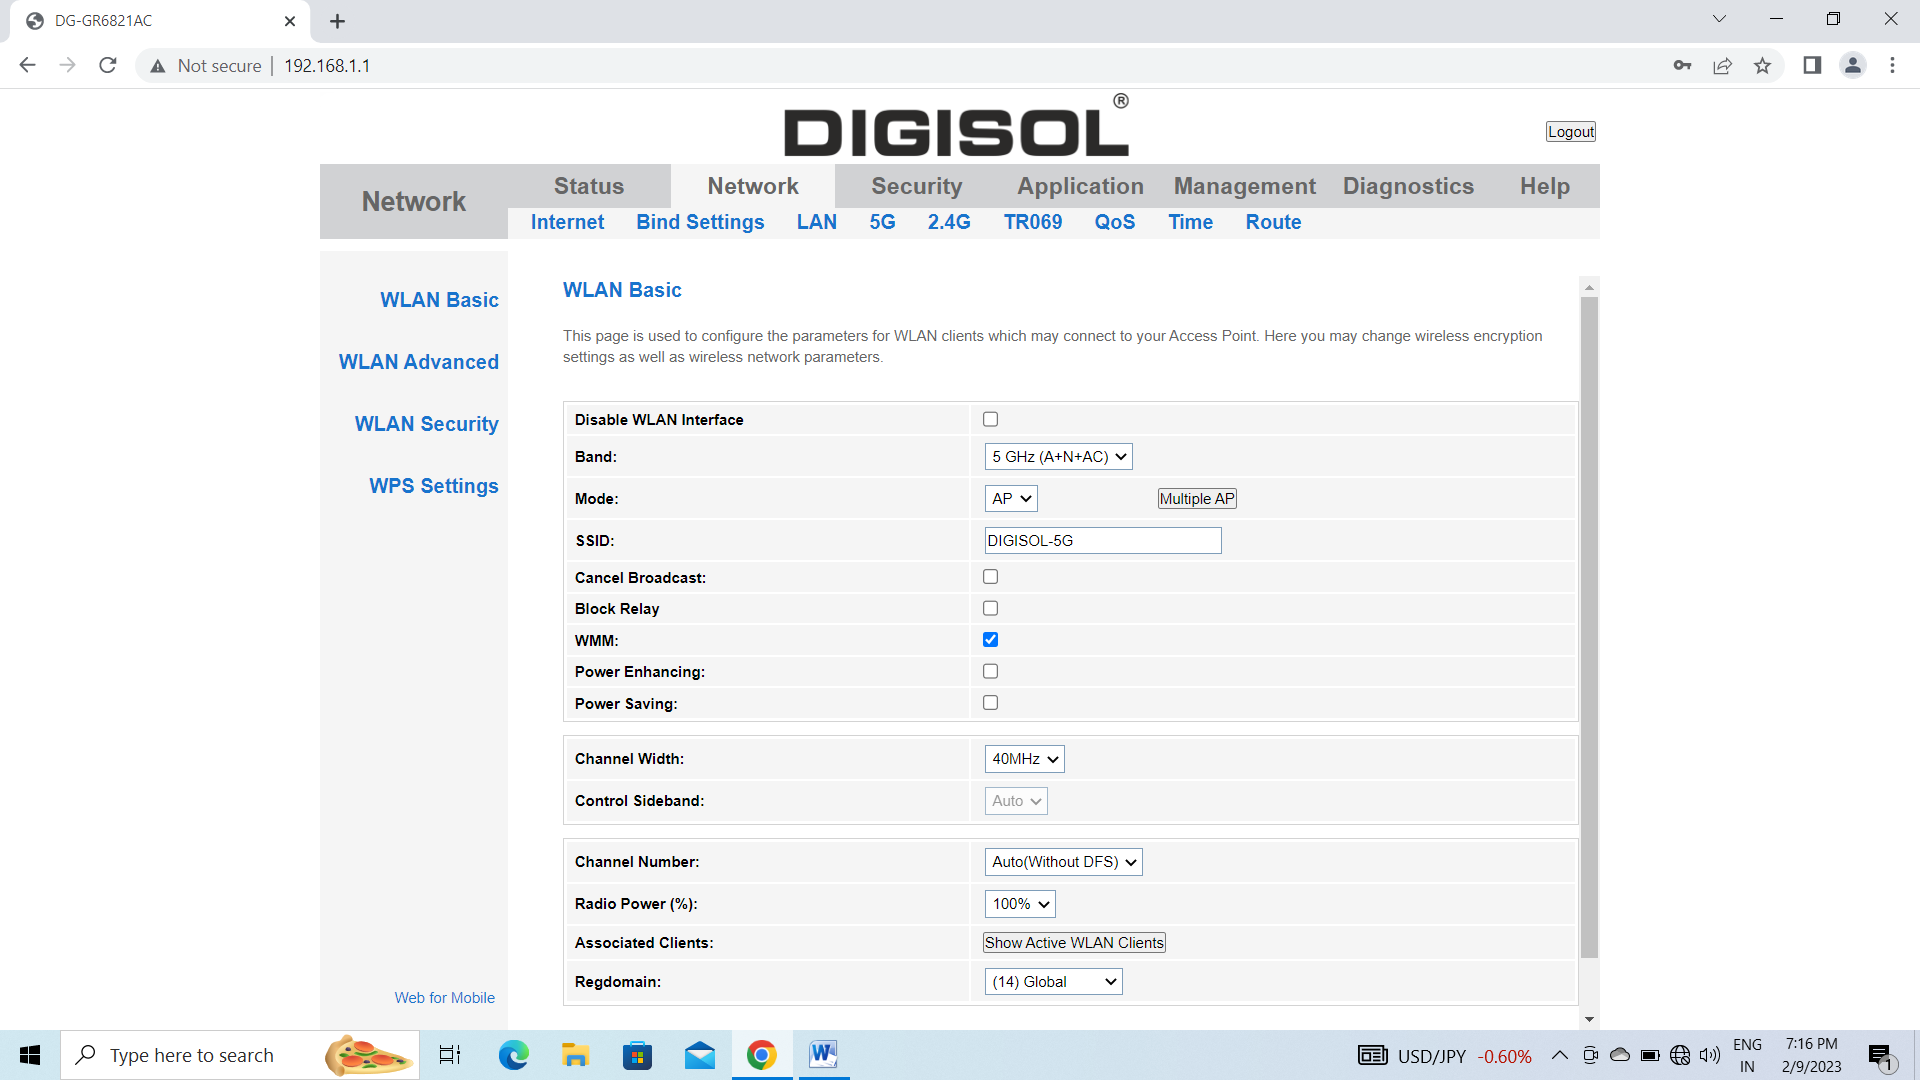 DG-GR6821AC
Not secure
192.168.1.1
DIGISOL®
Logout
Network
Status Network Security Application Management Diagnostics Help
Internet Bind Settings LAN 5G 2.4G TR069 QoS Time Route
WLAN Basic
WLAN Advanced
WLAN Security
WPS Settings
Web for Mobile
WLAN Basic
This page is used to configure the parameters for WLAN clients which may connect to your Access Point. Here you may change wireless encryption
settings as well as wireless network parameters.
Disable WLAN Interface
Band: 5 GHz (A+N+AC)
Mode: AP Multiple AP
SSID: DIGISOL-5G
Cancel Broadcast:
Block Relay
WMM:
Power Enhancing:
Power Saving:
Channel Width: 40MHz
Control Sideband: Auto
Channel Number: Auto(Without DFS)
Radio Power (%): 100%
Associated Clients: Show Active WLAN Clients
Regdomain: (14) Global
Type here to search
W
USD/JPY -0.60%
ENG
IN
7:16 PM
2/9/2023
1